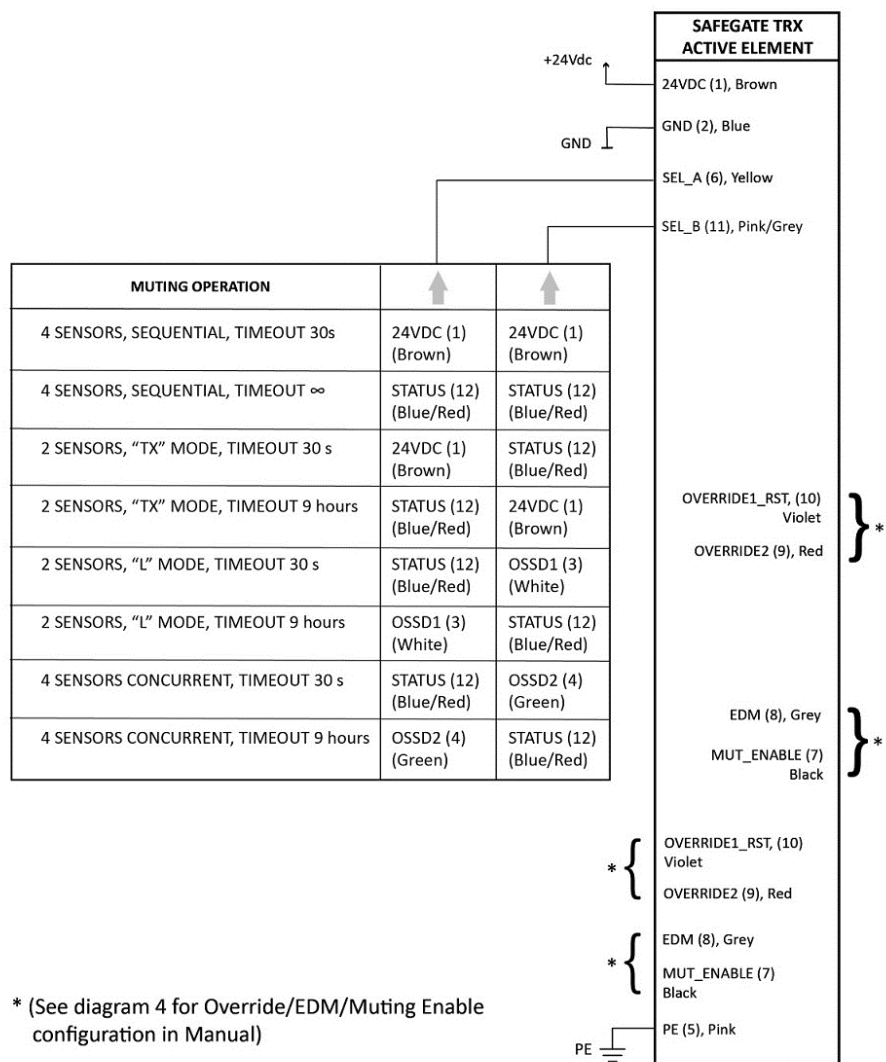 SAFEGATE TRX
ACTIVE ELEMENT
+24Vdc
24VDC (1), Brown
GND (2), Blue
GND
SEL_A (6), Yellow
SEL_B (11), Pink/Grey
MUTING OPERATION
4 SENSORS, SEQUENTIAL, TIMEOUT 30s
24VDC (1)
(Brown)
24VDC (1)
(Brown)
4 SENSORS, SEQUENTIAL, TIMEOUT ∞
STATUS (12)
(Blue/Red)
STATUS (12)
(Blue/Red)
2 SENSORS, “TX” MODE, TIMEOUT 30 s
24VDC (1)
(Brown)
STATUS (12)
(Blue/Red)
2 SENSORS, “TX” MODE, TIMEOUT 9 hours
STATUS (12)
(Blue/Red)
24VDC (1)
(Brown)
2 SENSORS, “L” MODE, TIMEOUT 30 s
STATUS (12)
(Blue/Red)
OSSD1 (3)
(White)
2 SENSORS, “L” MODE, TIMEOUT 9 hours
OSSD1 (3)
(White)
STATUS (12)
(Blue/Red)
4 SENSORS CONCURRENT, TIMEOUT 30 s
STATUS (12)
(Blue/Red)
OSSD2 (4)
(Green)
4 SENSORS CONCURRENT, TIMEOUT 9 hours
OSSD2 (4)
(Green)
STATUS (12)
(Blue/Red)
OVERRIDE1_RST, (10)
Violet
*
OVERRIDE2 (9), Red
EDM (8), Grey
*
MUT_ENABLE (7)
Black
OVERRIDE1_RST, (10)
Violet
*
OVERRIDE2 (9), Red
EDM (8), Grey
*
MUT_ENABLE (7)
Black
* (See diagram 4 for Override/EDM/Muting Enable
configuration in Manual)
PE (5), Pink
PE